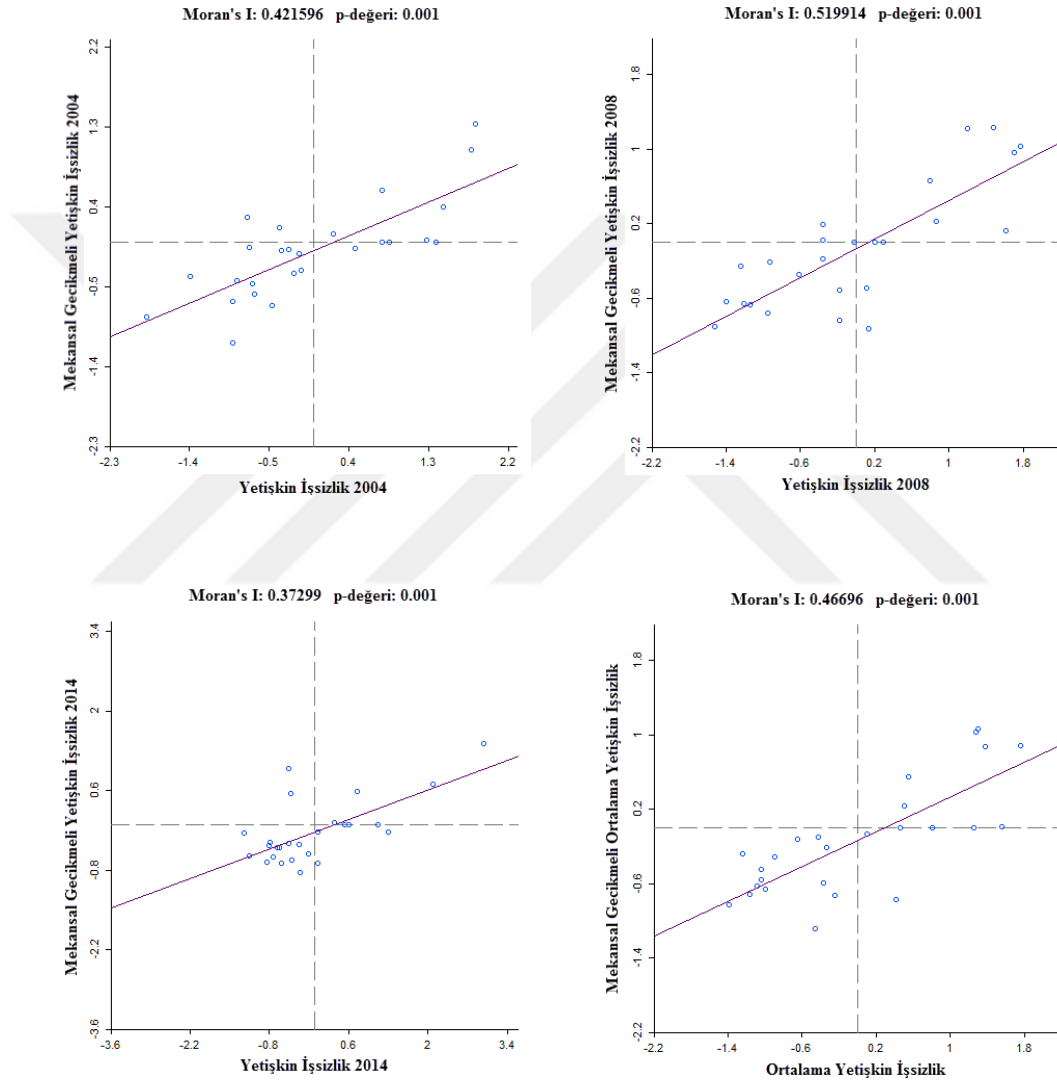 Moran's I: 0.421596 p-değeri: 0.001
Mekansal Gecikmeli Yetişkin İşsizlik 2004
2.2
1.3
0.4
-0.5
-1.4
-2.3
-2.3 -1.4 -0.5 0.4 1.3 2.2
Yetişkin İşsizlik 2004
Moran's I: 0.519914 p-değeri: 0.001
Mekansal Gecikmeli Yetişkin İşsizlik 2008
1.8
1
0.2
-0.6
-1.4
-2.2
-2.2 -1.4 -0.6 0.2 1 1.8
Yetişkin İşsizlik 2008
Moran's I: 0.37299 p-değeri: 0.001
Mekansal Gecikmeli Yetişkin İşsizlik 2014
3.4
2
0.6
-0.8
-2.2
-3.6
-3.6 -2.2 -0.8 0.6 2 3.4
Yetişkin İşsizlik 2014
Moran's I: 0.46696 p-değeri: 0.001
Mekansal Gecikmeli Ortalama Yetişkin İşsizlik
1.8
1
0.2
-0.6
-1.4
-2.2
-2.2 -1.4 -0.6 0.2 1 1.8
Ortalama Yetişkin İşsizlik